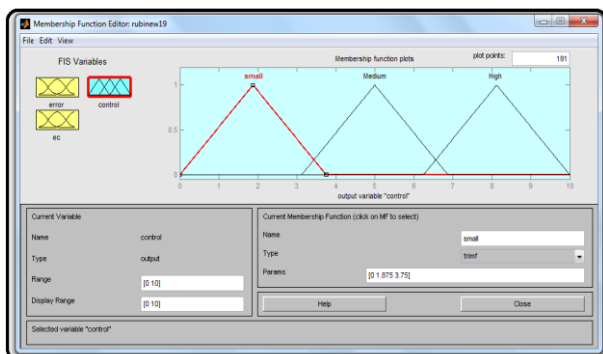 Membership Function Editor: rubinew19
File Edit View
FIS Variables
error
control
ec
Membership function plots
plot points:
181
small
Medium
High
1
0.5
0
0 1 2 3 4 5 6 7 8 9 10
output variable "control"
Current Variable
Name control
Type output
Range [0 10]
Display Range [0 10]
Current Membership Function (click on MF to select)
Name small
Type trimf
Params [0 1.875 3.75]
Help Close
Selected variable "control"